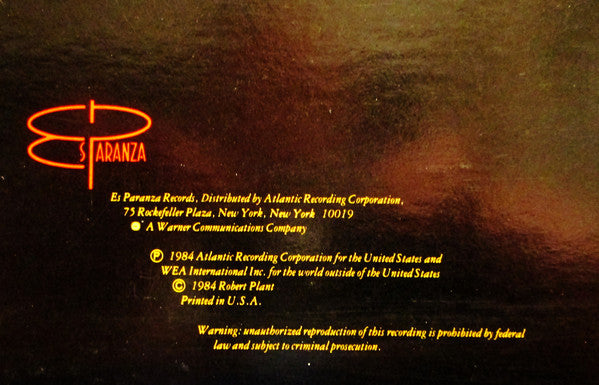 Es PARANZA
Es Paranza Records, Distributed by Atlantic Recording Corporation,
75 Rockefeller Plaza, New York, New York 10019
A Warner Communications Company
℗ 1984 Atlantic Recording Corporation for the United States and
WEA International Inc. for the world outside of the United States
© 1984 Robert Plant
Printed in U.S.A.
Warning: unauthorized reproduction of this recording is prohibited by federal
law and subject to criminal prosecution.